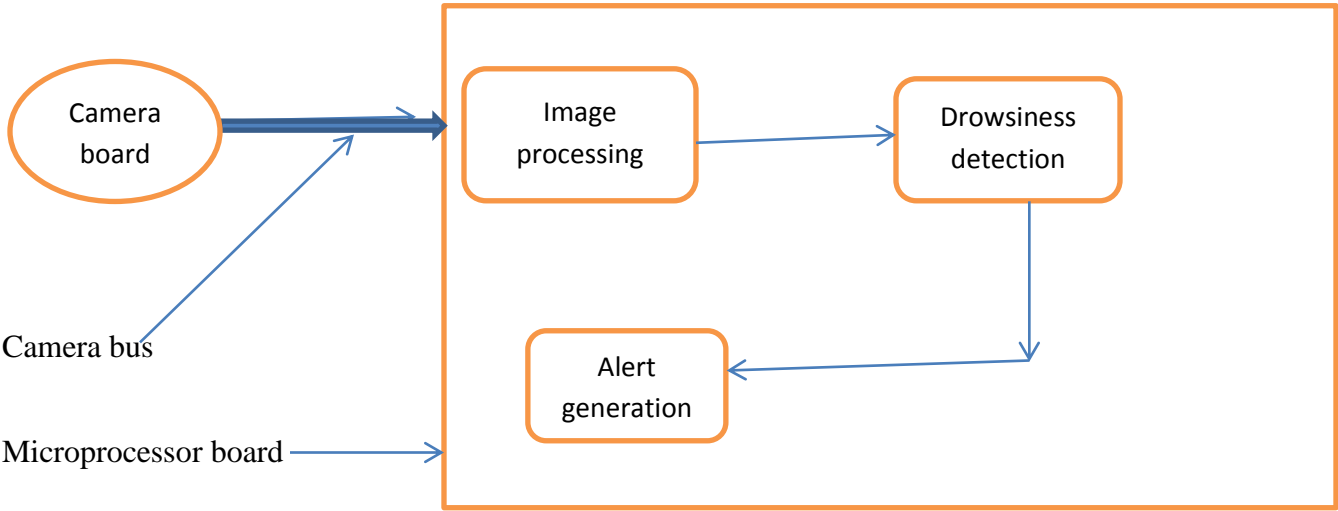 Camera
board
Image
processing
Drowsiness
detection
Camera bus
Alert
generation
Microprocessor board